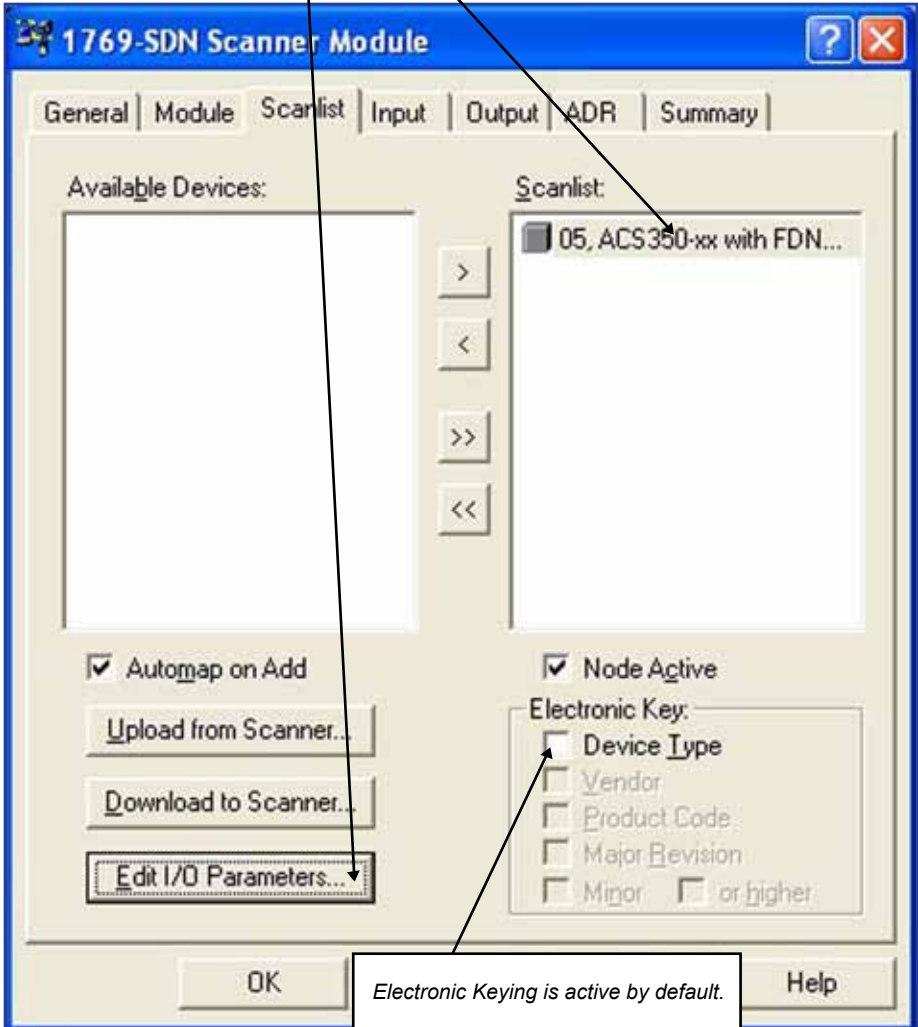 1769-SDN Scanner Module
General Module Scanlist Input Output ADR Summary
Available Devices:
Scanlist:
05, ACS350-xx with FDN...
>
<
>>
<<
Automap on Add
Node Active
Upload from Scanner...
Electronic Key:
Device Type
Vendor
Download to Scanner...
Product Code
Major Revision
Edit I/O Parameters...
Minor or higher
OK
Electronic Keying is active by default.
Help